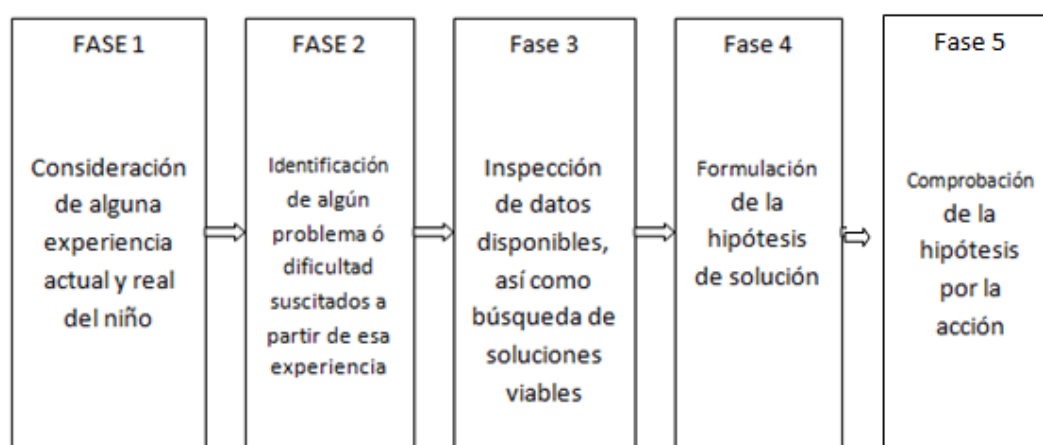 FASE 1
Consideración
de alguna
experiencia
actual y real
del niño
FASE 2
Identificación
de algún
problema ó
dificultad
suscitados a
partir de esa
experiencia
Fase 3
Inspección
de datos
disponibles,
así como
búsqueda de
soluciones
viables
Fase 4
Formulación
de la
hipótesis
de solución
Fase 5
Comprobación
de la
hipótesis
por la
acción